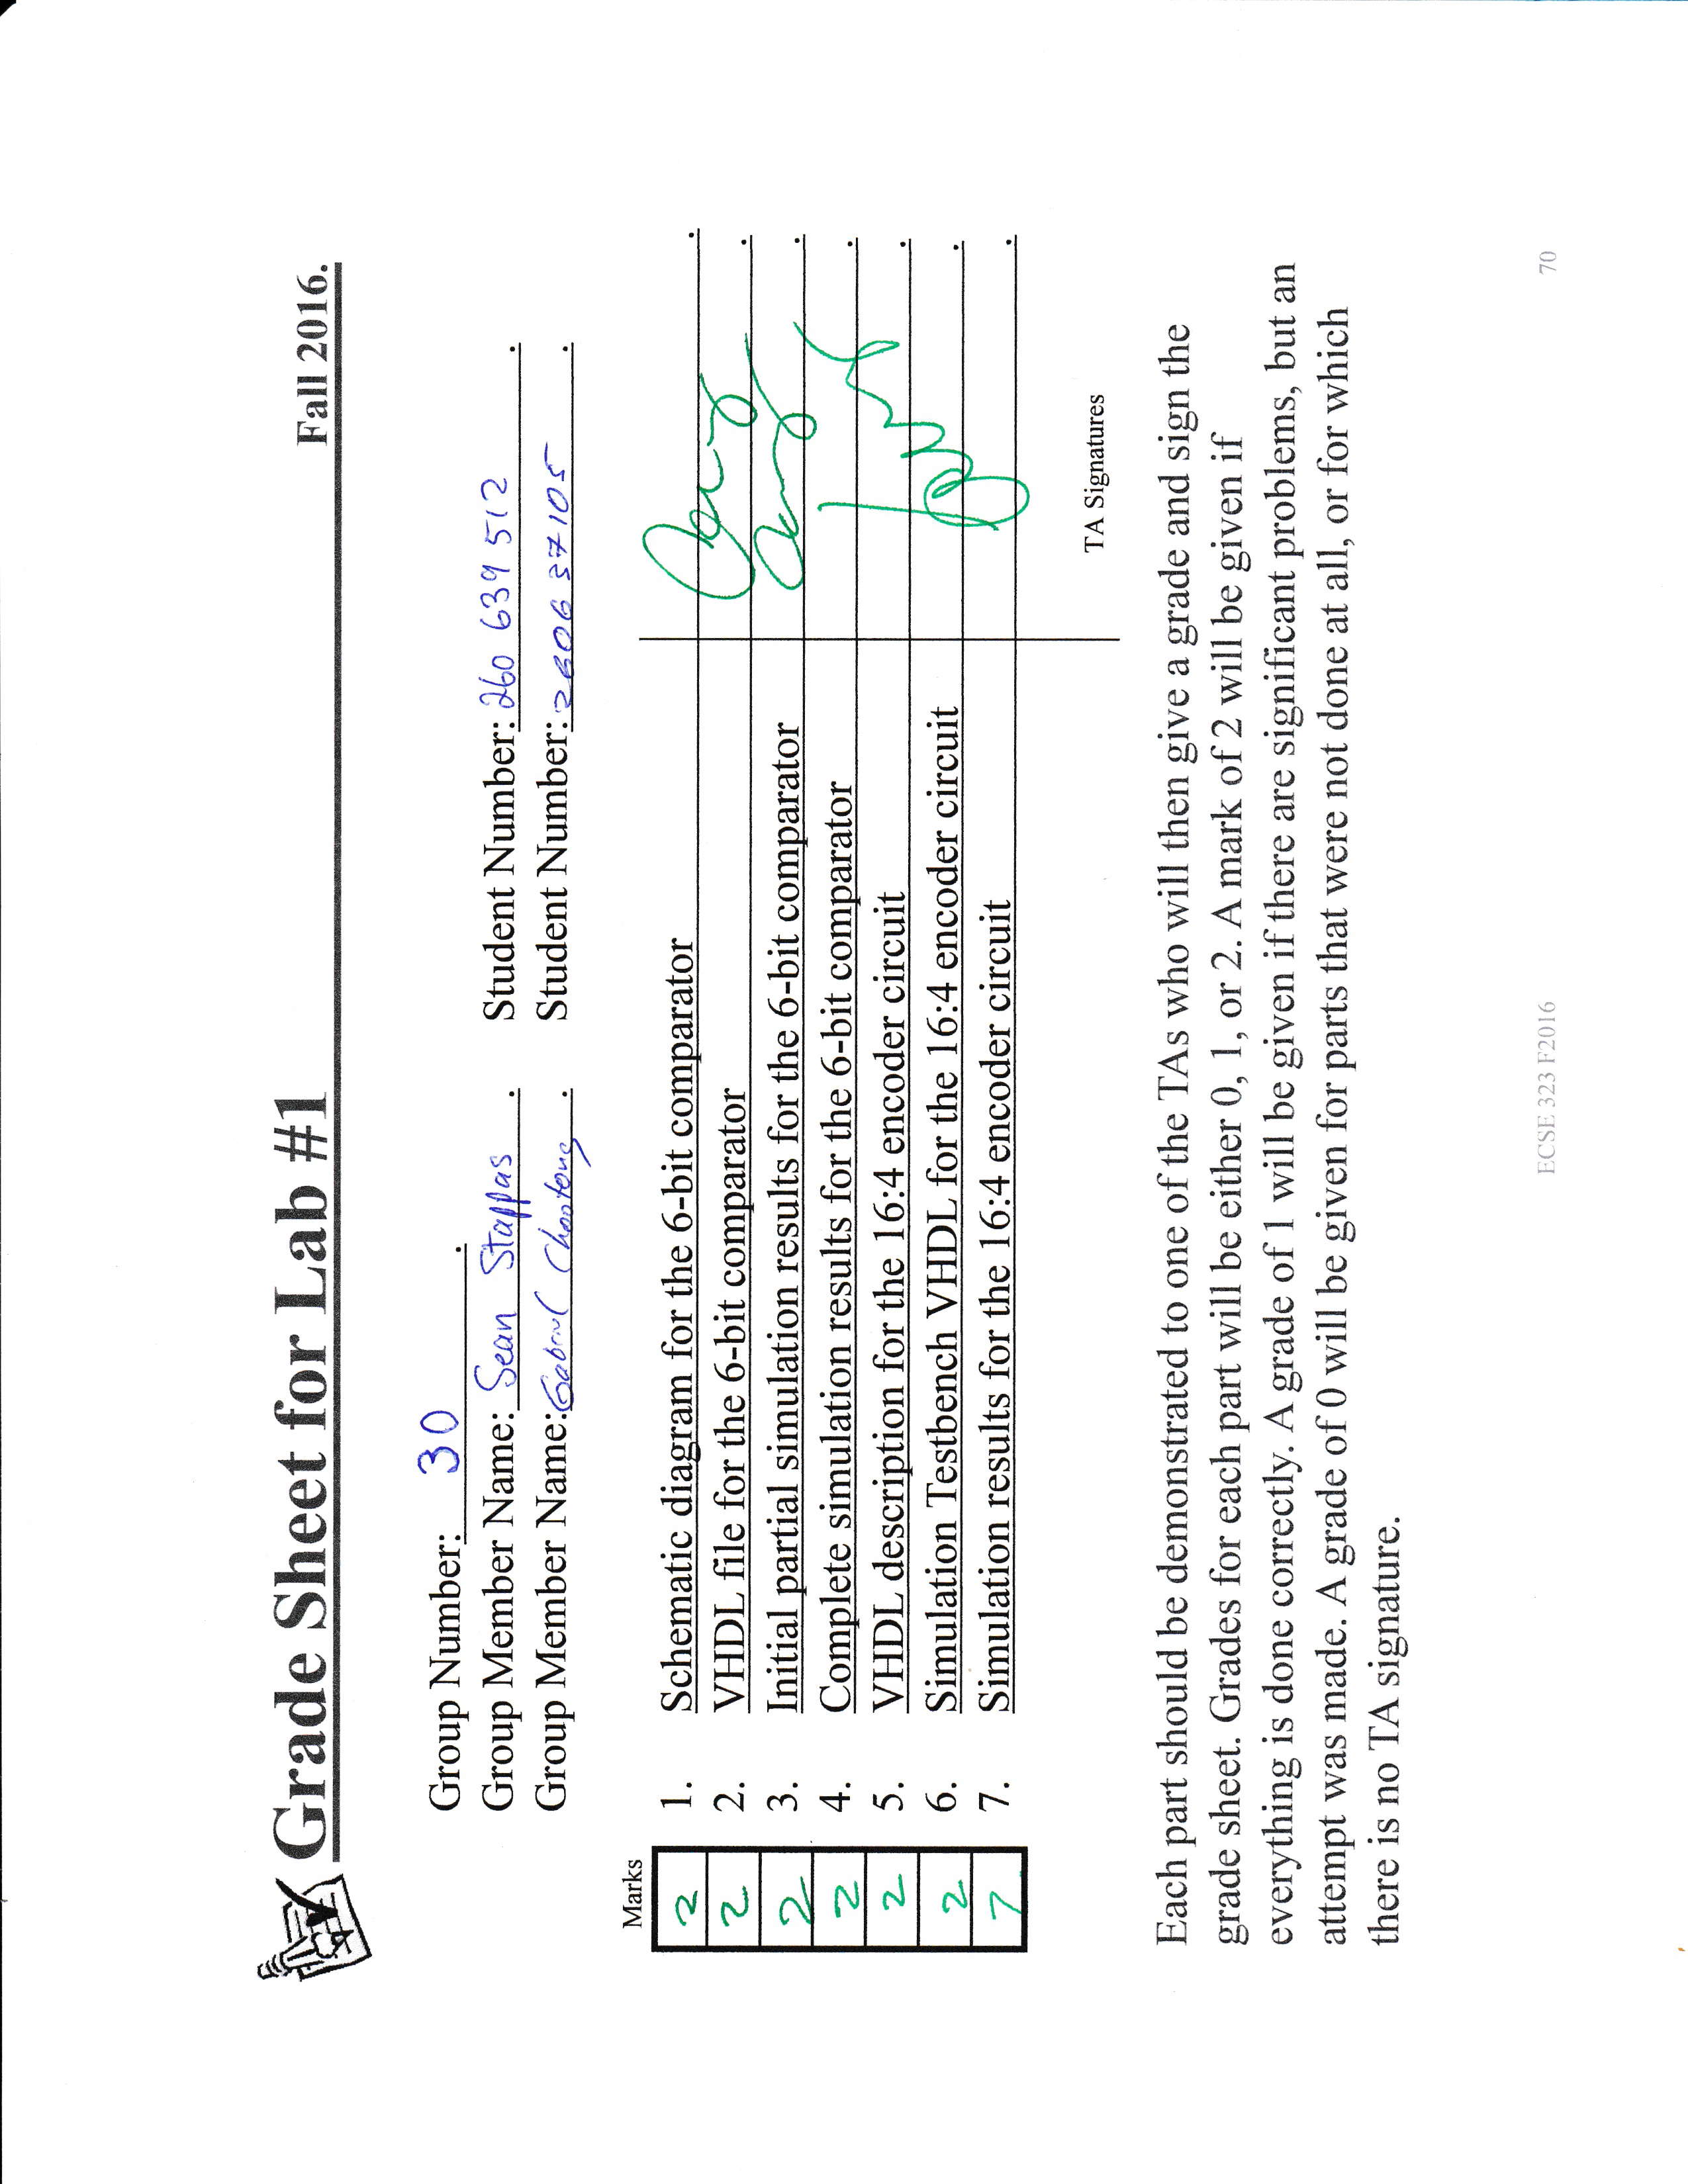 Grade Sheet for Lab #1 Fall 2016.
Group Number: 30 .
Group Member Name: Sean Stappas . Student Number: 260 639 512 .
Group Member Name: Student Number: 2606 37105 .
Marks
2 1. Schematic diagram for the 6-bit comparator .
2 2. VHDL file for the 6-bit comparator .
2 3. Initial partial simulation results for the 6-bit comparator .
2 4. Complete simulation results for the 6-bit comparator .
2 5. VHDL description for the 16:4 encoder circuit .
2 6. Simulation Testbench VHDL for the 16:4 encoder circuit .
7. Simulation results for the 16:4 encoder circuit .
TA Signatures
Each part should be demonstrated to one of the TAs who will then give a grade and sign the
grade sheet. Grades for each part will be either 0, 1, or 2. A mark of 2 will be given if
everything is done correctly. A grade of 1 will be given if there are significant problems, but an
attempt was made. A grade of 0 will be given for parts that were not done at all, or for which
there is no TA signature.
ECSE 323 F2016 70